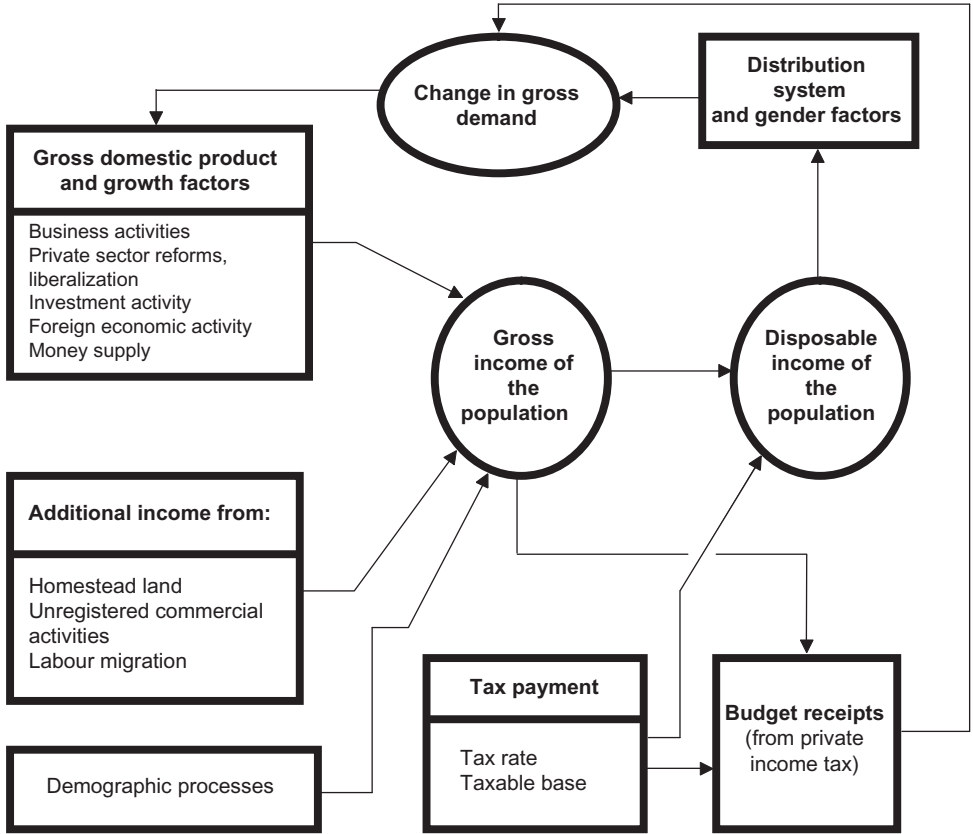 Change in gross
demand
Distribution
system
and gender factors
Gross domestic product
and growth factors
Business activities
Private sector reforms,
liberalization
Investment activity
Foreign economic activity
Money supply
Gross
income of
the
population
Disposable
income of
the
population
Additional income from:
Homestead land
Unregistered commercial
activities
Labour migration
Tax payment
Tax rate
Taxable base
Budget receipts
(from private
income tax)
Demographic processes